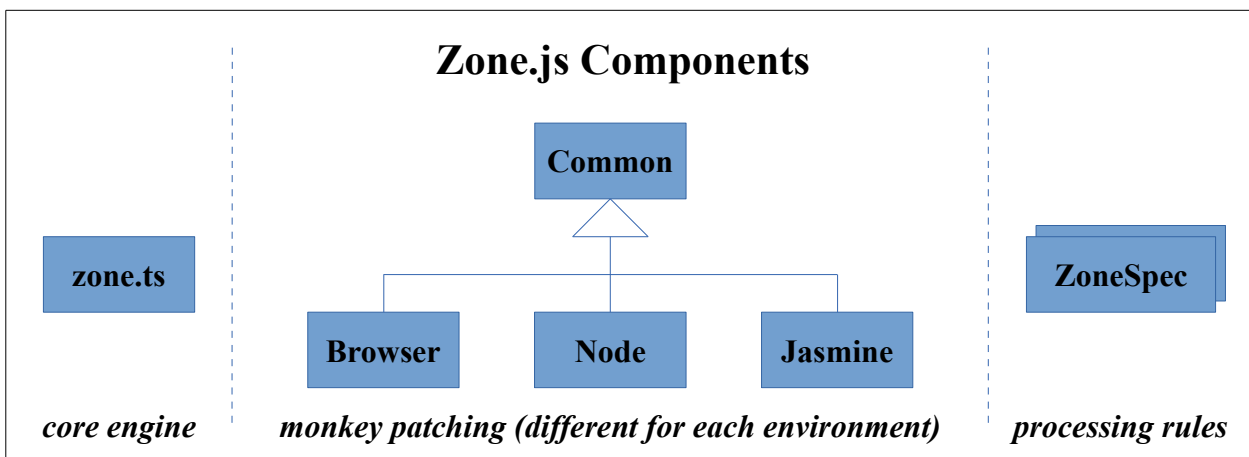 Zone.js Components
Common
zone.ts
ZoneSpec
Browser
Node
Jasmine
core engine
monkey patching (different for each environment)
processing rules